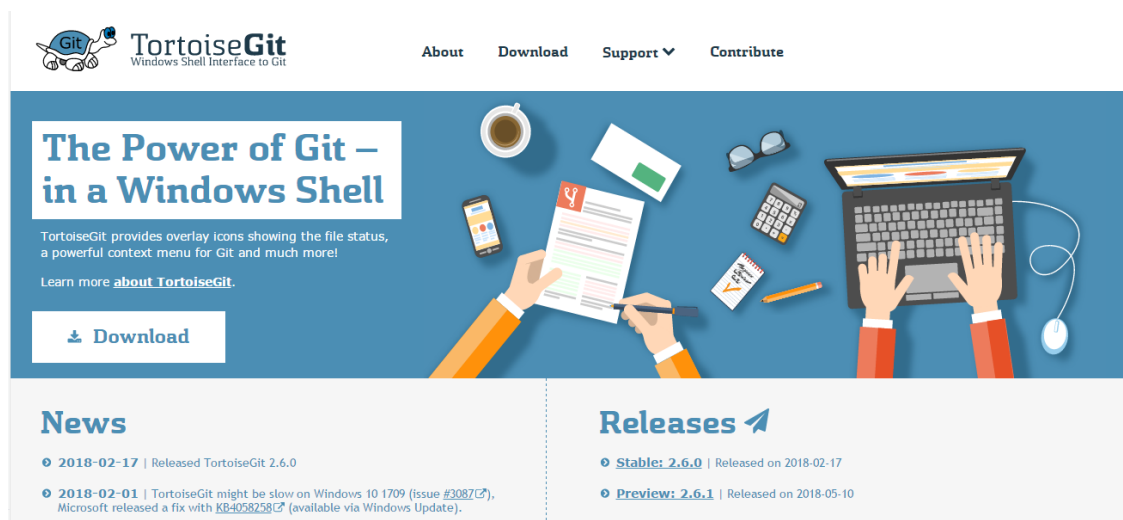 Git
TortoiseGit
Windows Shell Interface to Git
About Download Support Contribute
The Power of Git –
in a Windows Shell
TortoiseGit provides overlay icons showing the file status,
a powerful context menu for Git and much more!
Learn more about TortoiseGit.
Download
News
2018-02-17 | Released TortoiseGit 2.6.0
2018-02-01 | TortoiseGit might be slow on Windows 10 1709 (issue #3087),
Microsoft released a fix with KB4058258 (available via Windows Update).
Releases
Stable: 2.6.0 | Released on 2018-02-17
Preview: 2.6.1 | Released on 2018-05-10